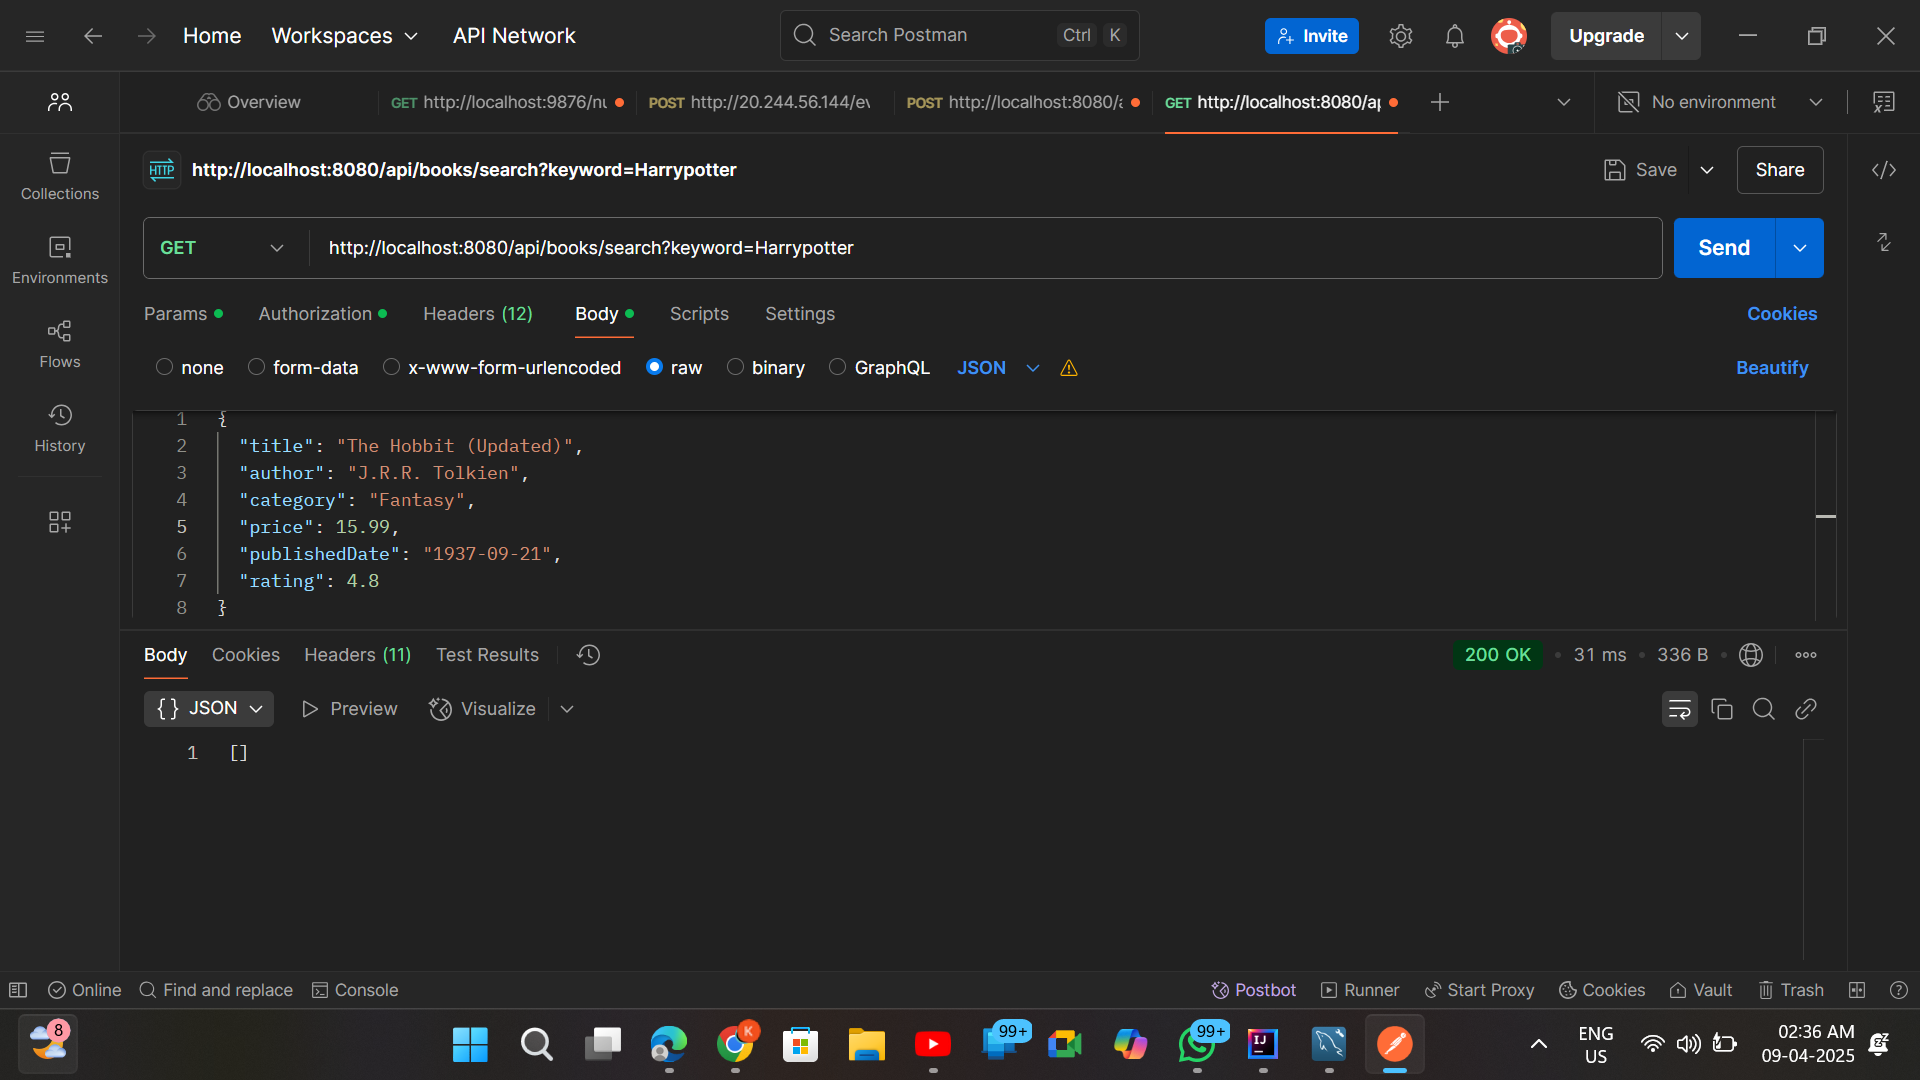 Home Workspaces API Network Search Postman Ctrl K Invite Upgrade
Overview GET http://localhost:9876/nu POST http://20.244.56.144/ev POST http://localhost:8080/a GET http://localhost:8080/ap No environment
HTTP http://localhost:8080/api/books/search?keyword=Harrypotter Save Share
Collections
GET http://localhost:8080/api/books/search?keyword=Harrypotter Send
Environments
Params Authorization Headers (12) Body Scripts Settings Cookies
Flows
none form-data x-www-form-urlencoded raw binary GraphQL JSON Beautify
History
1 {
2 "title": "The Hobbit (Updated)",
3 "author": "J.R.R. Tolkien",
4 "category": "Fantasy",
5 "price": 15.99,
6 "publishedDate": "1937-09-21",
7 "rating": 4.8
8 }
Body Cookies Headers (11) Test Results 200 OK • 31 ms • 336 B •
{} JSON Preview Visualize
1 []
Online Find and replace Console Postbot Runner Start Proxy Cookies Vault Trash
8 K 99+ 99+ IJ ENG
US
02:36 AM
09-04-2025